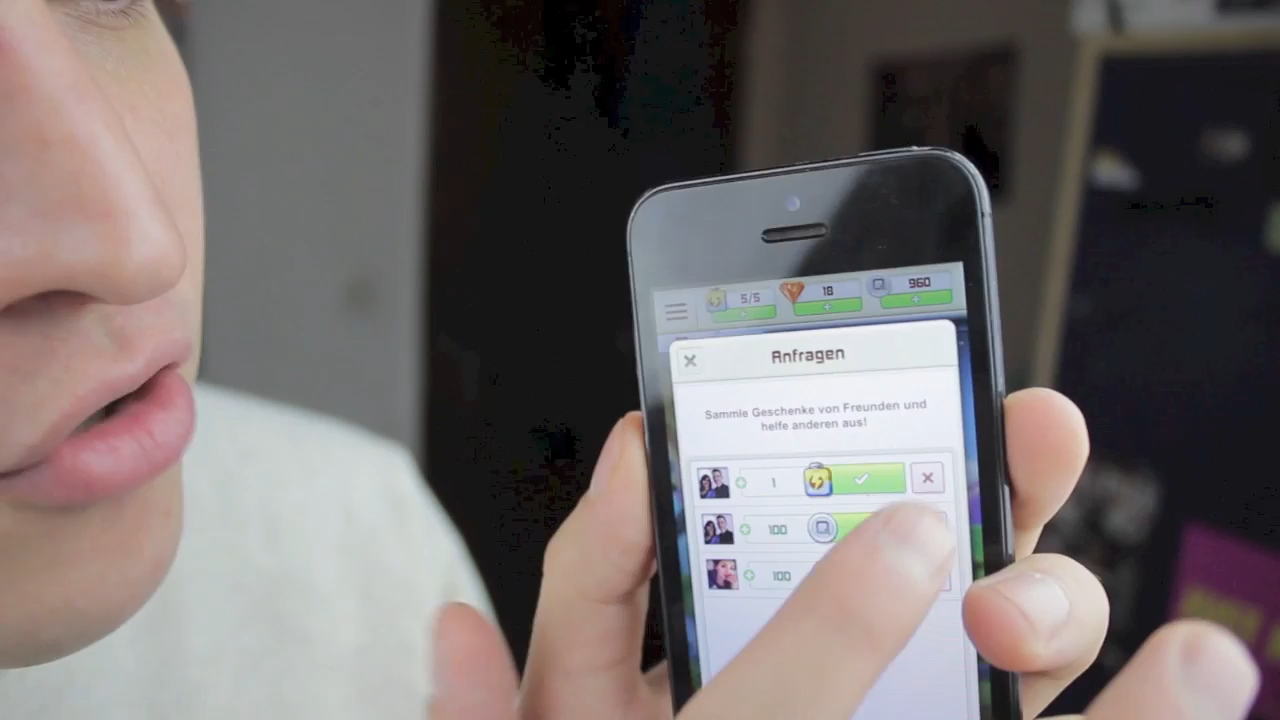 5/5 18 960
Anfragen
Sammle Geschenke von Freunden und
helfe anderen aus!
1
100
100